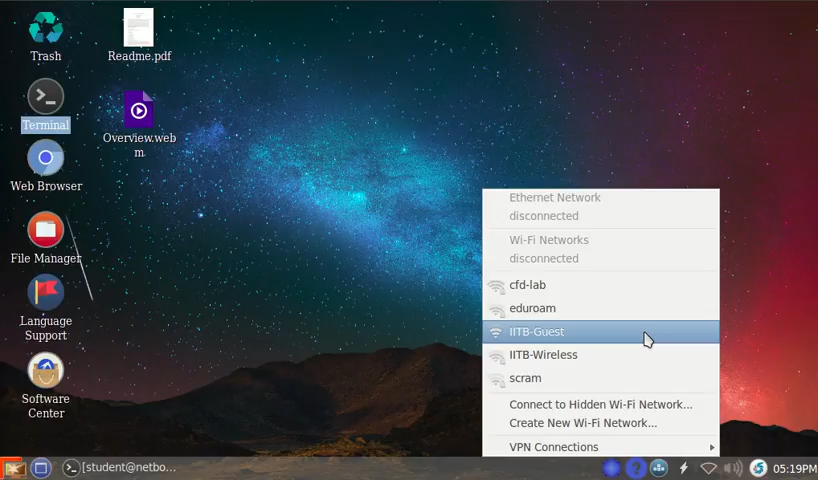 Trash
Readme.pdf
Terminal
Overview.web
m
Web Browser
File Manager
Language
Support
Software
Center
Ethernet Network
disconnected
Wi-Fi Networks
disconnected
cfd-lab
eduroam
IITB-Guest
IITB-Wireless
scram
Connect to Hidden Wi-Fi Network...
Create New Wi-Fi Network...
VPN Connections
[student@netbo...
05:19PM